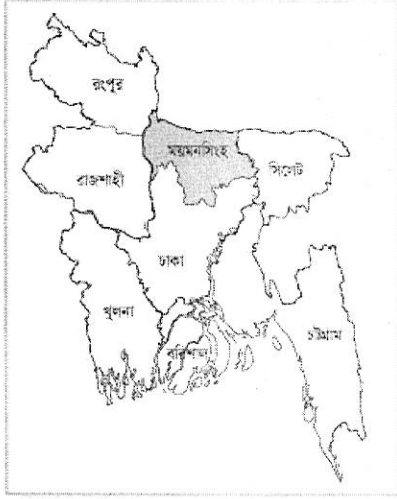 রংপুর
ময়মনসিংহ
রাজশাহী
সিলেট
ঢাকা
খুলনা
চট্টগ্রাম
বরিশাল